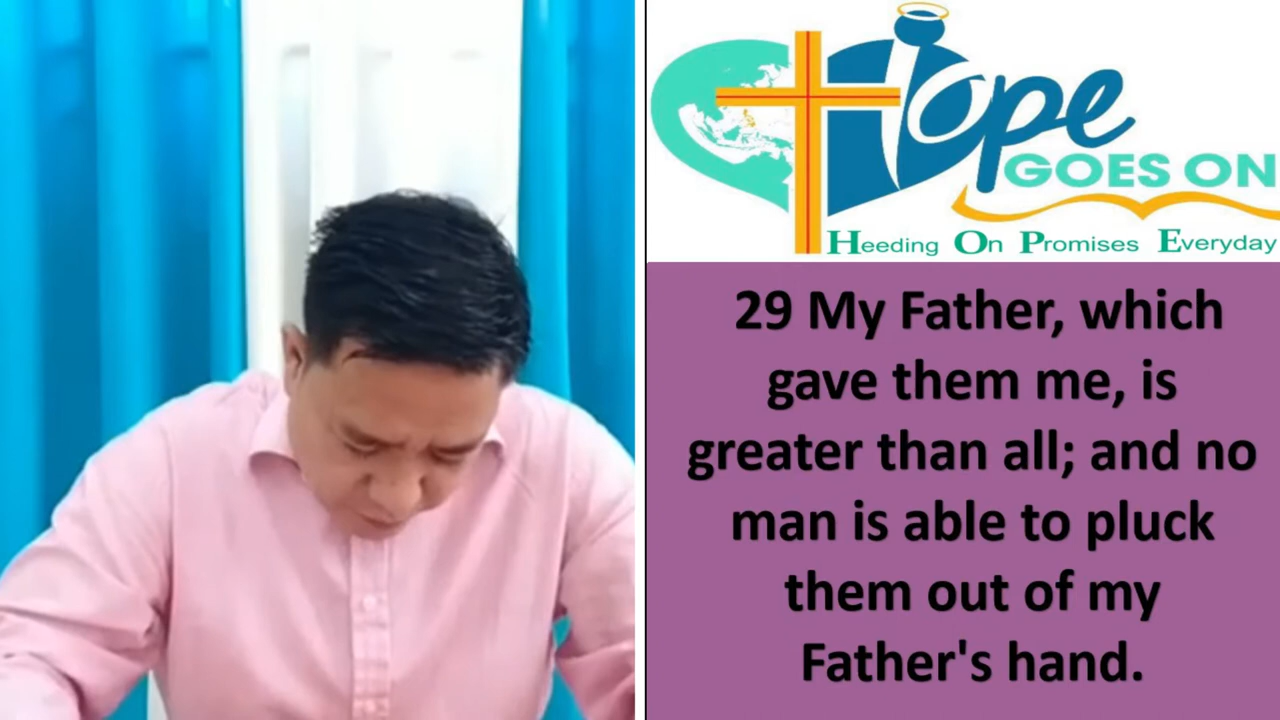 Hope
GOES ON
Heeding On Promises Everyday
29 My Father, which
gave them me, is
greater than all; and no
man is able to pluck
them out of my
Father's hand.